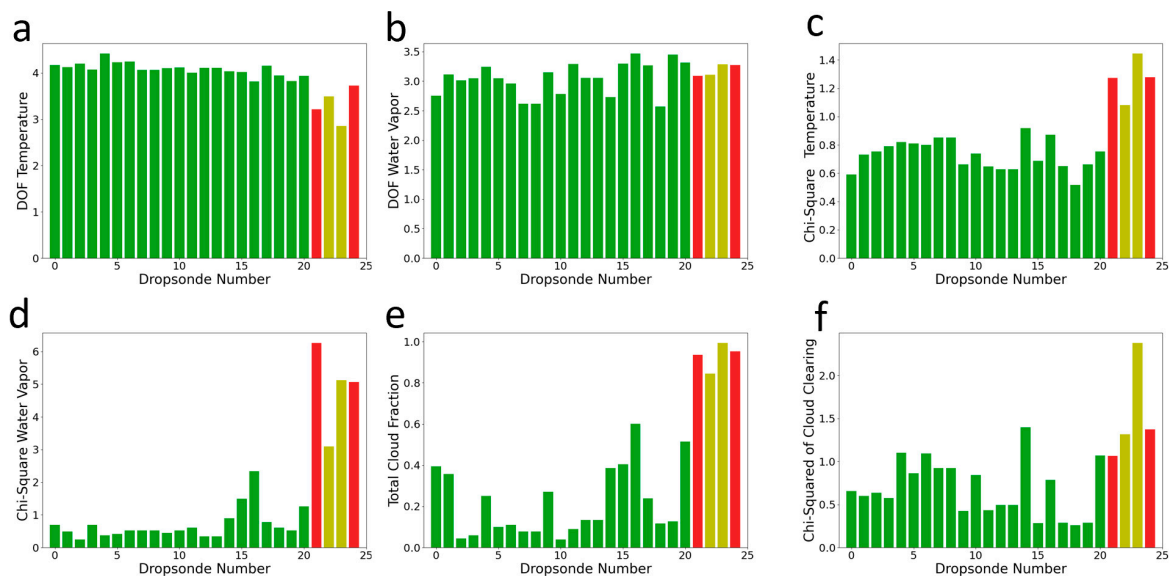 a
DOF Temperature
4
3
2
1
0
0 5 10 15 20 25
Dropsonde Number
b
DOF Water Vapor
3.5
3.0
2.5
2.0
1.5
1.0
0.5
0.0
0 5 10 15 20 25
Dropsonde Number
c
Chi-Square Temperature
1.4
1.2
1.0
0.8
0.6
0.4
0.2
0.0
0 5 10 15 20 25
Dropsonde Number
d
Chi-Square Water Vapor
6
5
4
3
2
1
0
0 5 10 15 20 25
Dropsonde Number
e
Total Cloud Fraction
1.0
0.8
0.6
0.4
0.2
0.0
0 5 10 15 20 25
Dropsonde Number
f
Chi-Squared of Cloud Clearing
2.0
1.5
1.0
0.5
0.0
0 5 10 15 20 25
Dropsonde Number